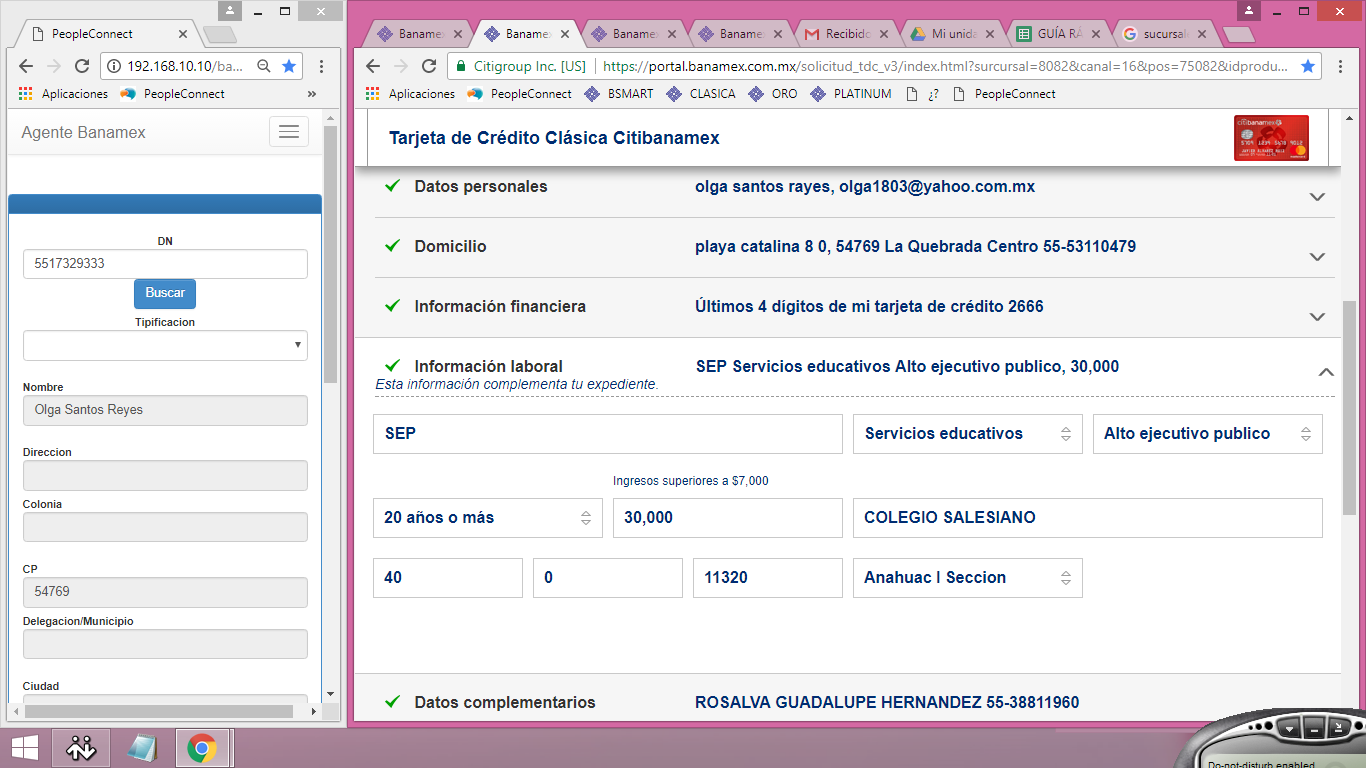 PeopleConnect
192.168.10.10/ba...
Aplicaciones
PeopleConnect
»
Agente Banamex
DN
5517329333
Buscar
Tipificacion
Nombre
Olga Santos Reyes
Direccion
Colonia
CP
54769
Delegacion/Municipio
Ciudad
Banamex
Banamex
Banamex
Banamex
Recibido
Mi unida
GUÍA RÁ
sucursale
Citigroup Inc. [US]
https://portal.banamex.com.mx/solicitud_tdc_v3/index.html?surcursal=8082&canal=16&pos=75082&idprodu...
Aplicaciones
PeopleConnect
BSMART
CLASICA
ORO
PLATINUM
¿?
PeopleConnect
Tarjeta de Crédito Clásica Citibanamex
citibanamex
Datos personales
olga santos rayes, olga1803@yahoo.com.mx
Domicilio
playa catalina 8 0, 54769 La Quebrada Centro 55-53110479
Información financiera
Últimos 4 dígitos de mi tarjeta de crédito 2666
Información laboral
SEP Servicios educativos Alto ejecutivo publico, 30,000
Esta información complementa tu expediente.
SEP
Servicios educativos
Alto ejecutivo publico
Ingresos superiores a $7,000
20 años o más
30,000
COLEGIO SALESIANO
40
0
11320
Anahuac I Seccion
Datos complementarios
ROSALVA GUADALUPE HERNANDEZ 55-38811960
Do-not-disturb enabled